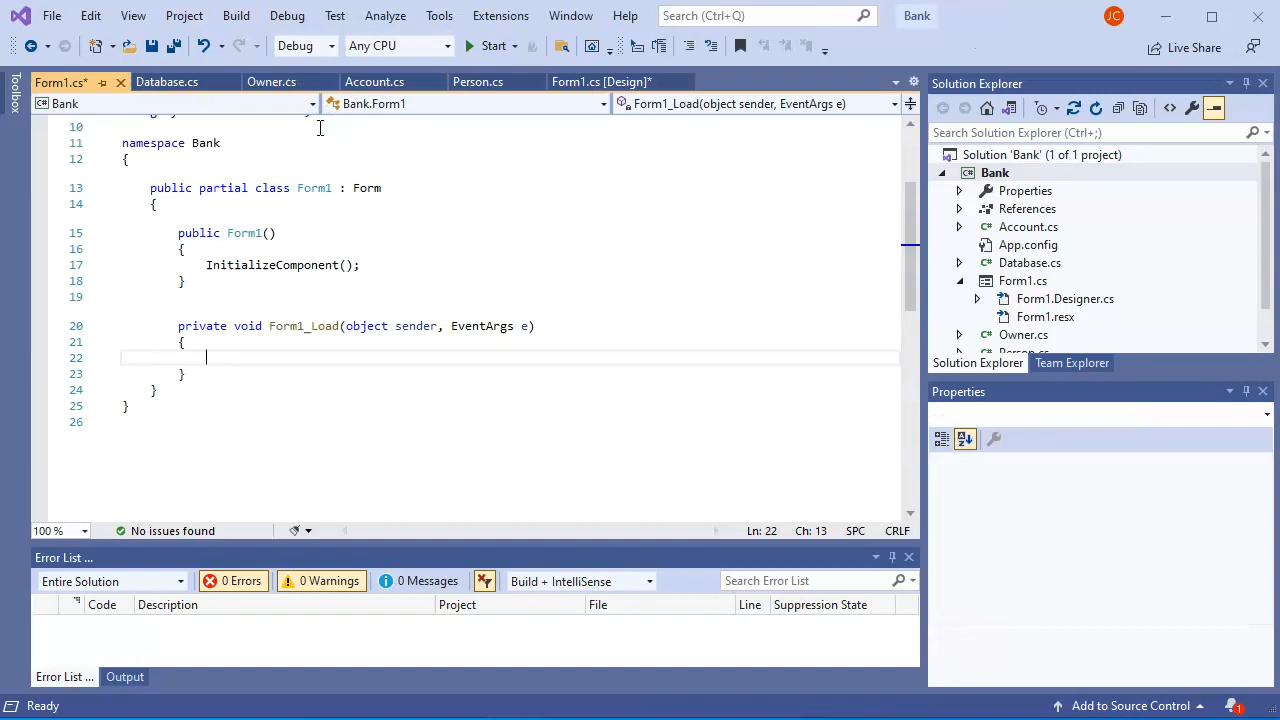 File Edit View Project Build Debug Test Analyze Tools Extensions Window Help Search (Ctrl+Q) Bank JC
Debug Any CPU Start Live Share
Toolbox
Form1.cs* Database.cs Owner.cs Account.cs Person.cs Form1.cs [Design]*
Bank Bank.Form1 Form1_Load(object sender, EventArgs e)
10
11 namespace Bank
12 {
13 public partial class Form1 : Form
14 {
15 public Form1()
16 {
17 InitializeComponent();
18 }
19
20 private void Form1_Load(object sender, EventArgs e)
21 {
22
23 }
24 }
25 }
26
100 % No issues found Ln: 22 Ch: 13 SPC CRLF
Error List ...
Entire Solution 0 Errors 0 Warnings 0 Messages Build + IntelliSense Search Error List
Code Description Project File Line Suppression State
Error List ... Output
Solution Explorer
Search Solution Explorer (Ctrl+;)
Solution 'Bank' (1 of 1 project)
Bank
Properties
References
Account.cs
App.config
Database.cs
Form1.cs
Form1.Designer.cs
Form1.resx
Owner.cs
Person.cs
Solution Explorer Team Explorer
Properties
Ready Add to Source Control 1